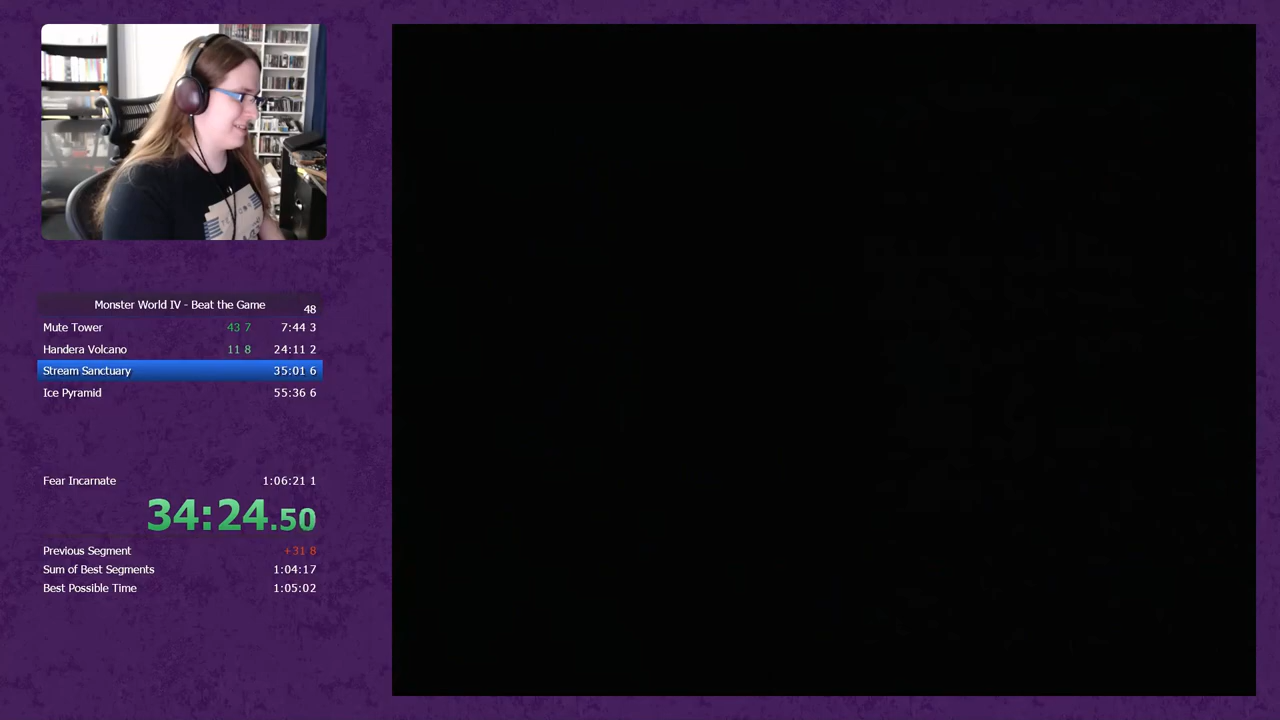 Monster World IV - Beat the Game 48
Mute Tower 43 7 7:44 3
Handera Volcano 11 8 24:11 2
Stream Sanctuary 35:01 6
Ice Pyramid 55:36 6
Fear Incarnate 1:06:21 1
34:24.50
Previous Segment +31 8
Sum of Best Segments 1:04:17
Best Possible Time 1:05:02